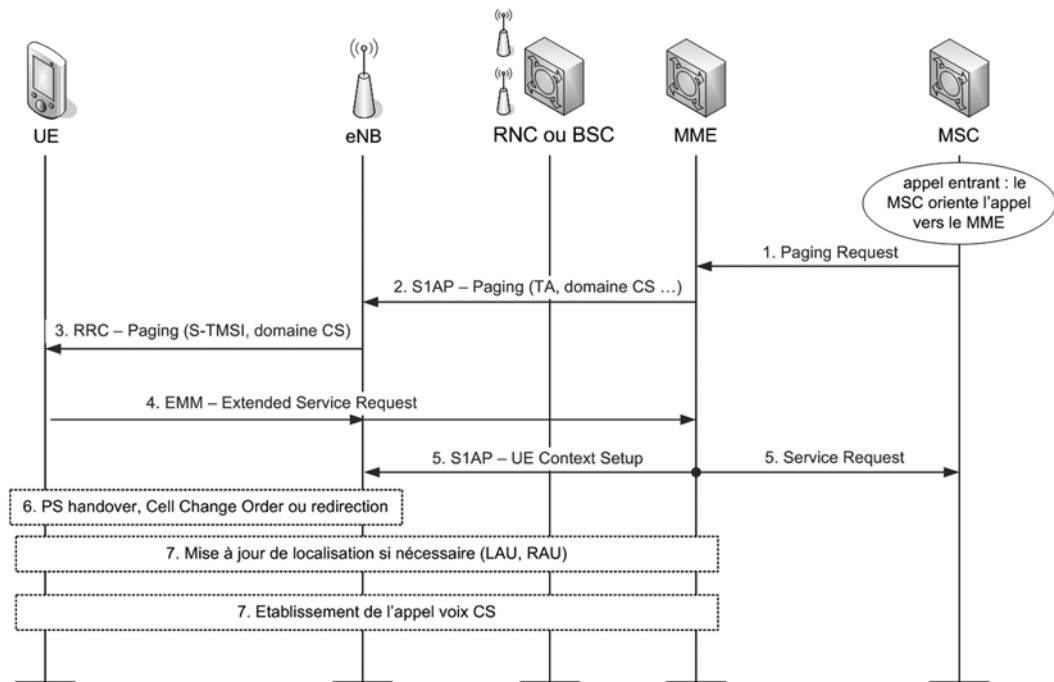 UE
eNB
RNC ou BSC
MME
MSC
appel entrant : le
MSC oriente l'appel
vers le MME
1. Paging Request
2. S1AP – Paging (TA, domaine CS ...)
3. RRC – Paging (S-TMSI, domaine CS)
4. EMM – Extended Service Request
5. S1AP – UE Context Setup
5. Service Request
6. PS handover, Cell Change Order ou redirection
7. Mise à jour de localisation si nécessaire (LAU, RAU)
7. Etablissement de l'appel voix CS